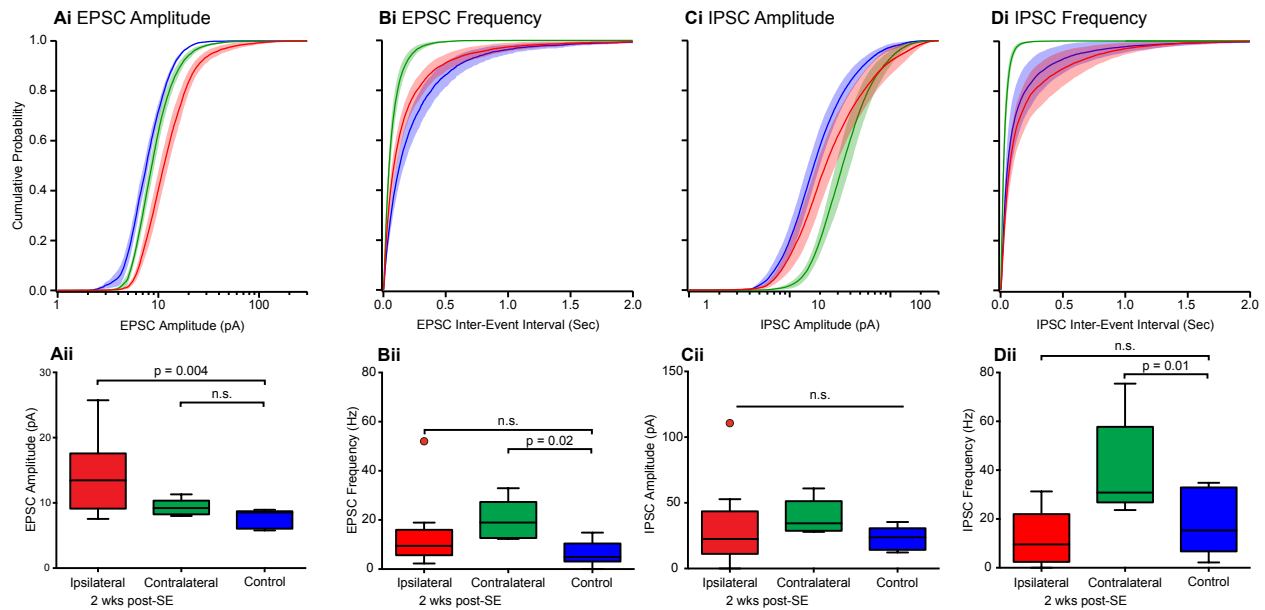 Ai EPSC Amplitude
Bi EPSC Frequency
Ci IPSC Amplitude
Di IPSC Frequency
Cumulative Probability
1.0
0.8
0.6
0.4
0.2
0.0
1 10 100
EPSC Amplitude (pA)
0.0 0.5 1.0 1.5 2.0
EPSC Inter-Event Interval (Sec)
1 10 100
IPSC Amplitude (pA)
0.0 0.5 1.0 1.5 2.0
IPSC Inter-Event Interval (Sec)
Aii
EPSC Amplitude (pA)
30
20
10
0
p = 0.004
n.s.
Ipsilateral Contralateral Control
2 wks post-SE
Bii
EPSC Frequency (Hz)
80
60
40
20
0
n.s.
p = 0.02
Ipsilateral Contralateral Control
2 wks post-SE
Cii
IPSC Amplitude (pA)
150
100
50
0
n.s.
Ipsilateral Contralateral Control
2 wks post-SE
Dii
IPSC Frequency (Hz)
80
60
40
20
0
n.s.
p = 0.01
Ipsilateral Contralateral Control
2 wks post-SE